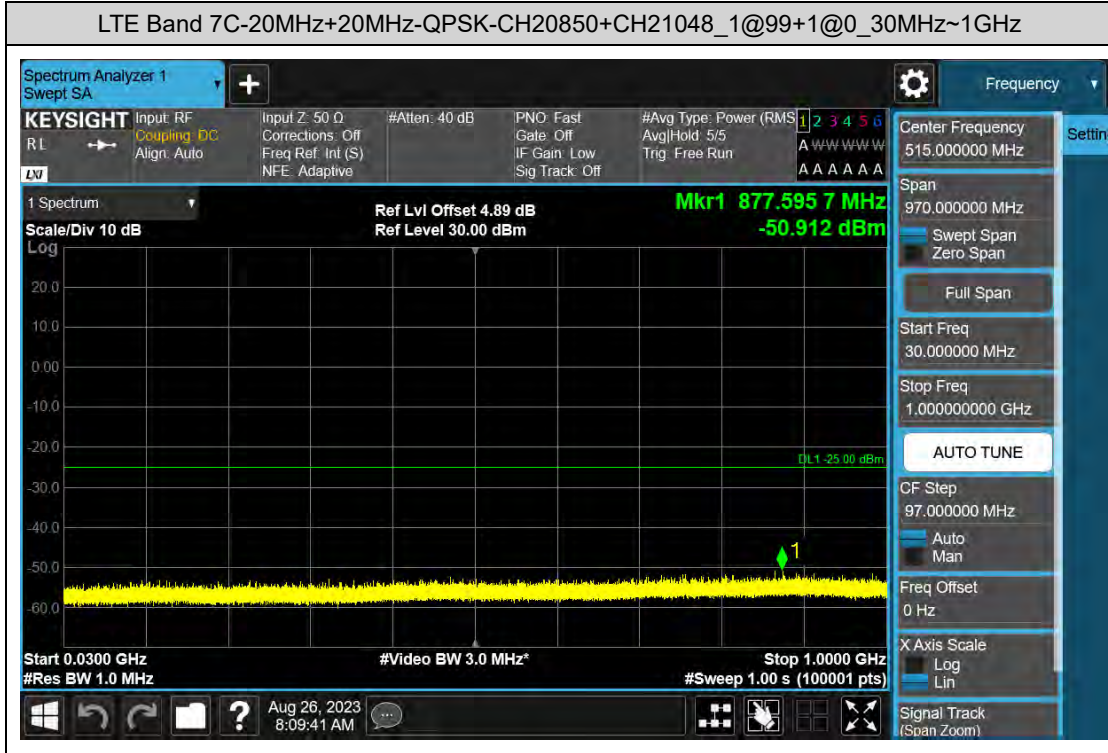 LTE Band 7C-20MHz+20MHz-QPSK-CH20850+CH21048_1@99+1@0_30MHz~1GHz
Spectrum Analyzer 1
Swept SA
+
Frequency
KEYSIGHT
RL
LXI
Input: RF
Coupling: DC
Align: Auto
Input Z: 50 Ω
Corrections: Off
Freq Ref: Int (S)
NFE: Adaptive
#Atten: 40 dB
PNO: Fast
Gate: Off
IF Gain: Low
Sig Track: Off
#Avg Type: Power (RMS
Avg|Hold: 5/5
Trig: Free Run
1 2 3 4 5 6
A W W W W W
A A A A A A
Center Frequency
515.000000 MHz
Settin
1 Spectrum
Scale/Div 10 dB
Log
Ref Lvl Offset 4.89 dB
Ref Level 30.00 dBm
Mkr1 877.595 7 MHz
-50.912 dBm
Span
970.000000 MHz
Swept Span
Zero Span
Full Span
Start Freq
30.000000 MHz
Stop Freq
1.000000000 GHz
AUTO TUNE
CF Step
97.000000 MHz
Auto
Man
Freq Offset
0 Hz
X Axis Scale
Log
Lin
Signal Track
(Span Zoom)
20.0
10.0
0.00
-10.0
-20.0
-30.0
-40.0
-50.0
-60.0
DL1 -25.00 dBm
1
Start 0.0300 GHz
#Res BW 1.0 MHz
#Video BW 3.0 MHz*
Stop 1.0000 GHz
#Sweep 1.00 s (100001 pts)
?
Aug 26, 2023
8:09:41 AM